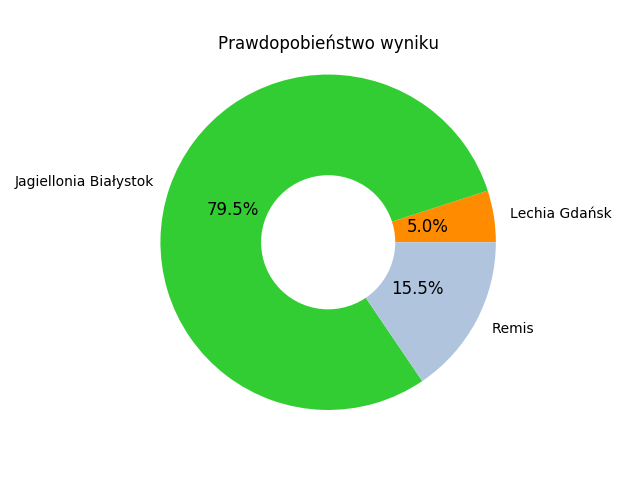 Prawdopobieństwo wyniku
Jagiellonia Białystok
79.5%
Lechia Gdańsk
5.0%
15.5%
Remis